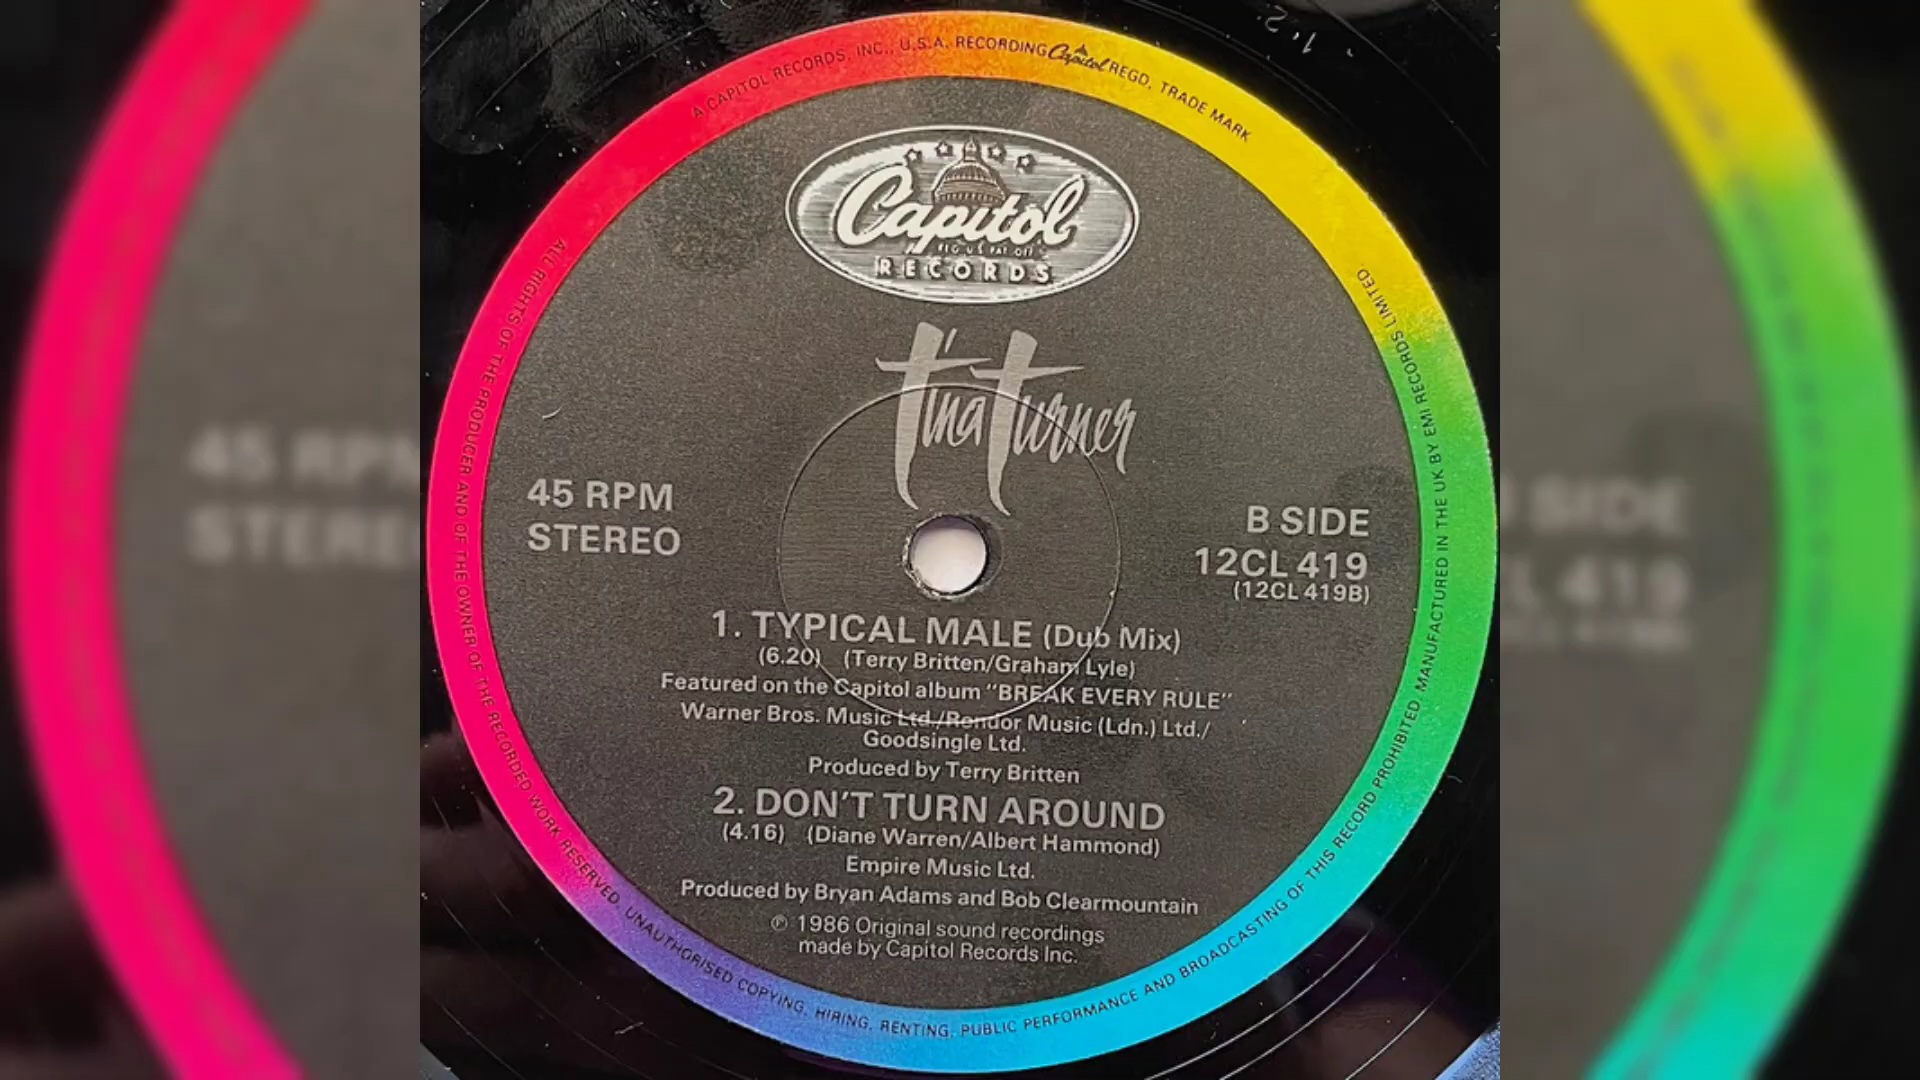 A CAPITOL RECORDS, INC., U.S.A. RECORDING Capitol REGD. TRADE MARK
Capitol
REG U.S PAT. OFF.
RECORDS
Tina Turner
45 RPM
STEREO
B SIDE
12CL 419
(12CL 419B)
1. TYPICAL MALE (Dub Mix)
(6.20) (Terry Britten/Graham Lyle)
Featured on the Capitol album "BREAK EVERY RULE"
Warner Bros. Music Ltd./Rondor Music (Ldn.) Ltd./
Goodsingle Ltd.
Produced by Terry Britten
2. DON'T TURN AROUND
(4.16) (Diane Warren/Albert Hammond)
Empire Music Ltd.
Produced by Bryan Adams and Bob Clearmountain
℗ 1986 Original sound recordings
made by Capitol Records Inc.
ALL RIGHTS OF THE PRODUCER AND OF THE OWNER OF THE RECORDED WORK RESERVED. UNAUTHORISED COPYING, HIRING, RENTING, PUBLIC PERFORMANCE AND BROADCASTING OF THIS RECORD PROHIBITED. MANUFACTURED IN THE UK BY EMI RECORDS LIMITED.
45 RPM
STERE
SIDE
L 419